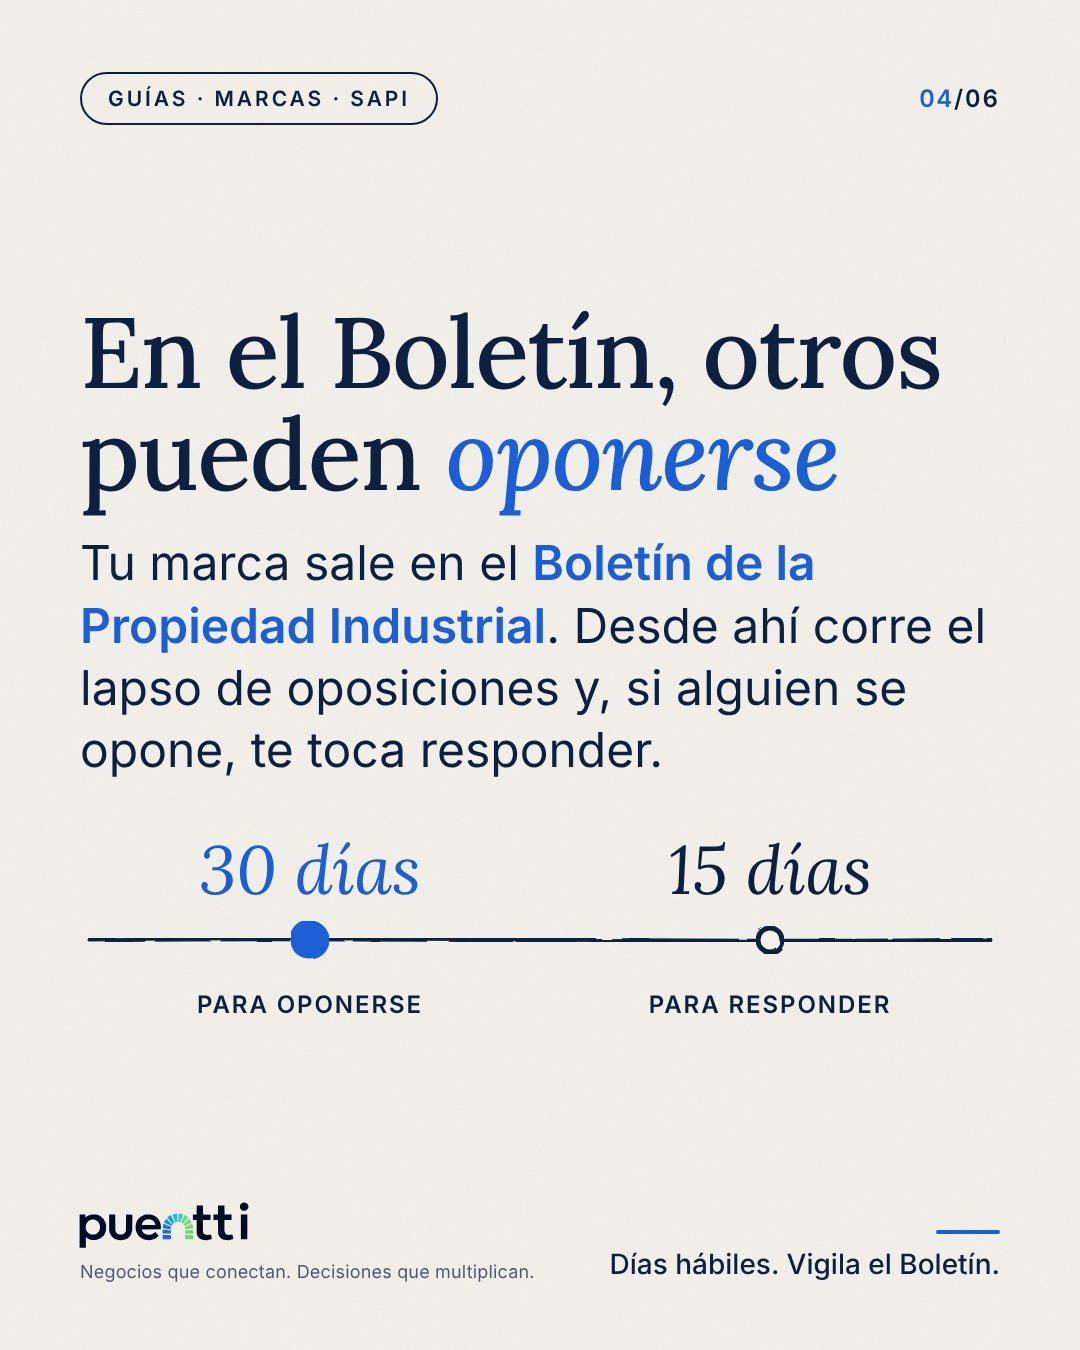 GUÍAS · MARCAS · SAPI
04/06
En el Boletín, otros
pueden oponerse
Tu marca sale en el Boletín de la
Propiedad Industrial. Desde ahí corre el
lapso de oposiciones y, si alguien se
opone, te toca responder.
30 días
15 días
PARA OPONERSE
PARA RESPONDER
puentti
Negocios que conectan. Decisiones que multiplican.
Días hábiles. Vigila el Boletín.